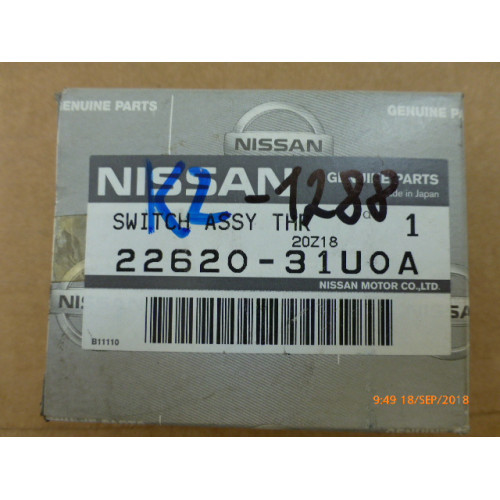 GENUINE PARTS
GENUINE
NISSAN
NISSAN
GENUINE PARTS
Made in Japan
KZ-1288
SWITCH ASSY THR
1
20Z18
22620-31U0A
NISSAN MOTOR CO.,LTD.
B11110
9:49 18/SEP/2018